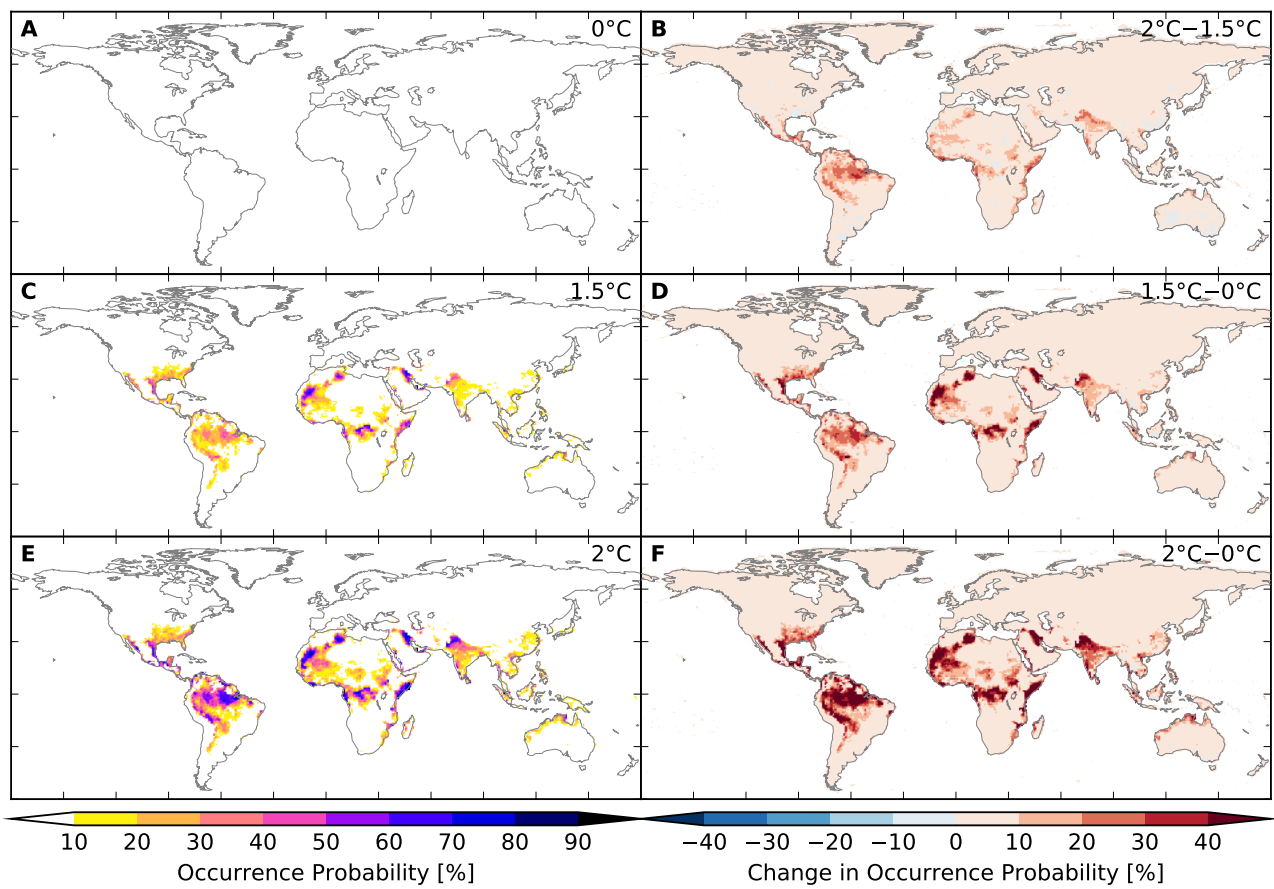 A 0°C
B 2°C−1.5°C
C 1.5°C
D 1.5°C−0°C
E 2°C
F 2°C−0°C
10 20 30 40 50 60 70 80 90
Occurrence Probability [%]
−40 −30 −20 −10 0 10 20 30 40
Change in Occurrence Probability [%]